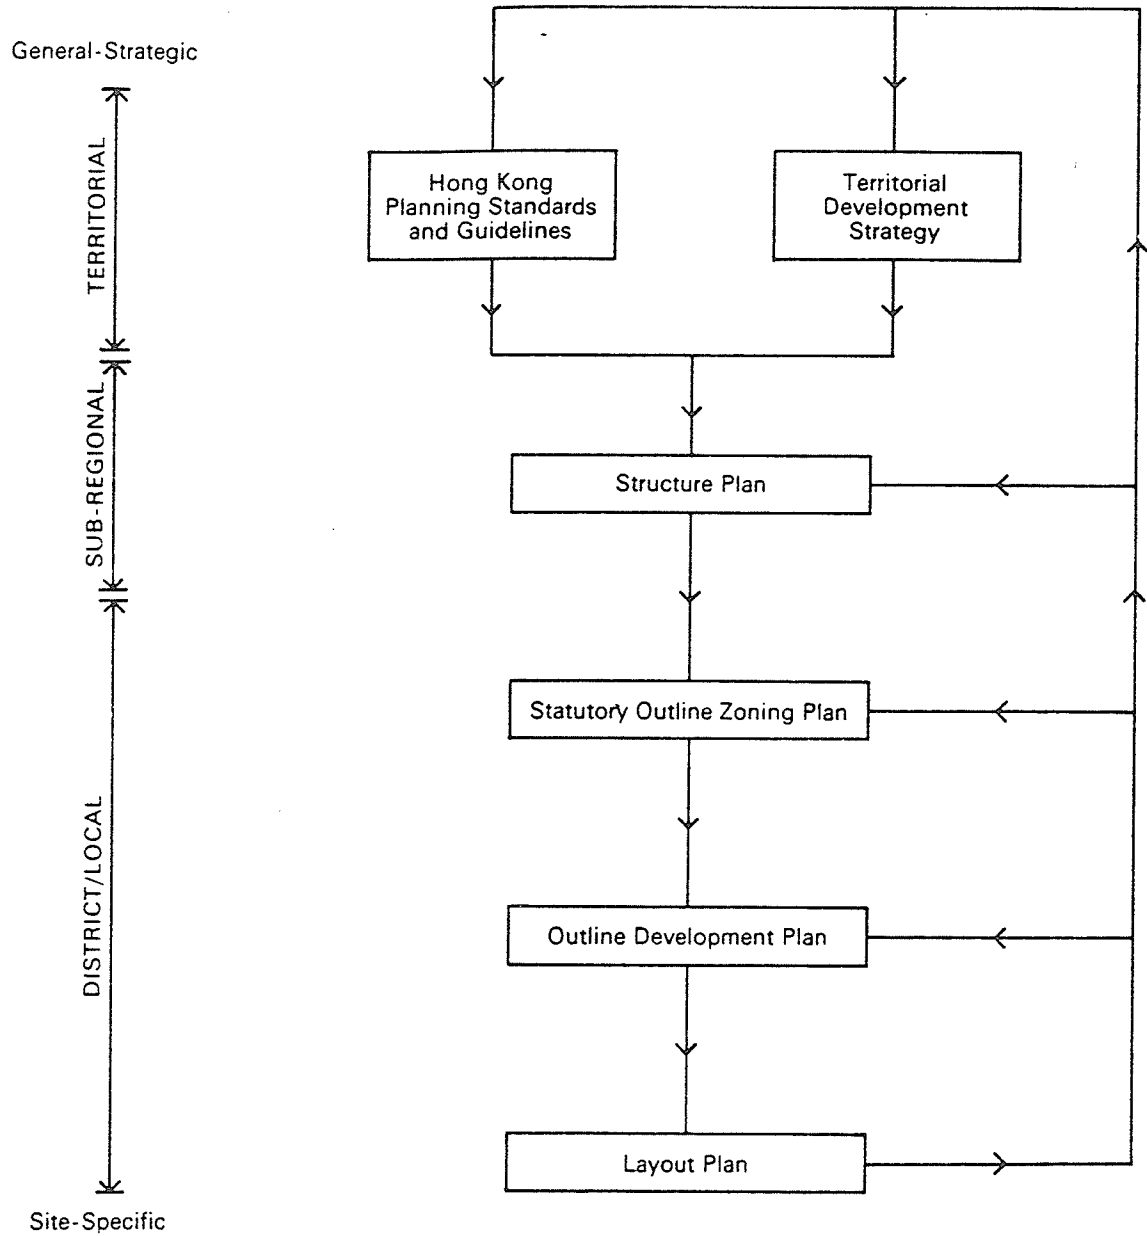 General-Strategic
TERRITORIAL
Hong Kong
Planning Standards
and Guidelines
Territorial
Development
Strategy
SUB-REGIONAL
Structure Plan
DISTRICT/LOCAL
Statutory Outline Zoning Plan
Outline Development Plan
Layout Plan
Site-Specific